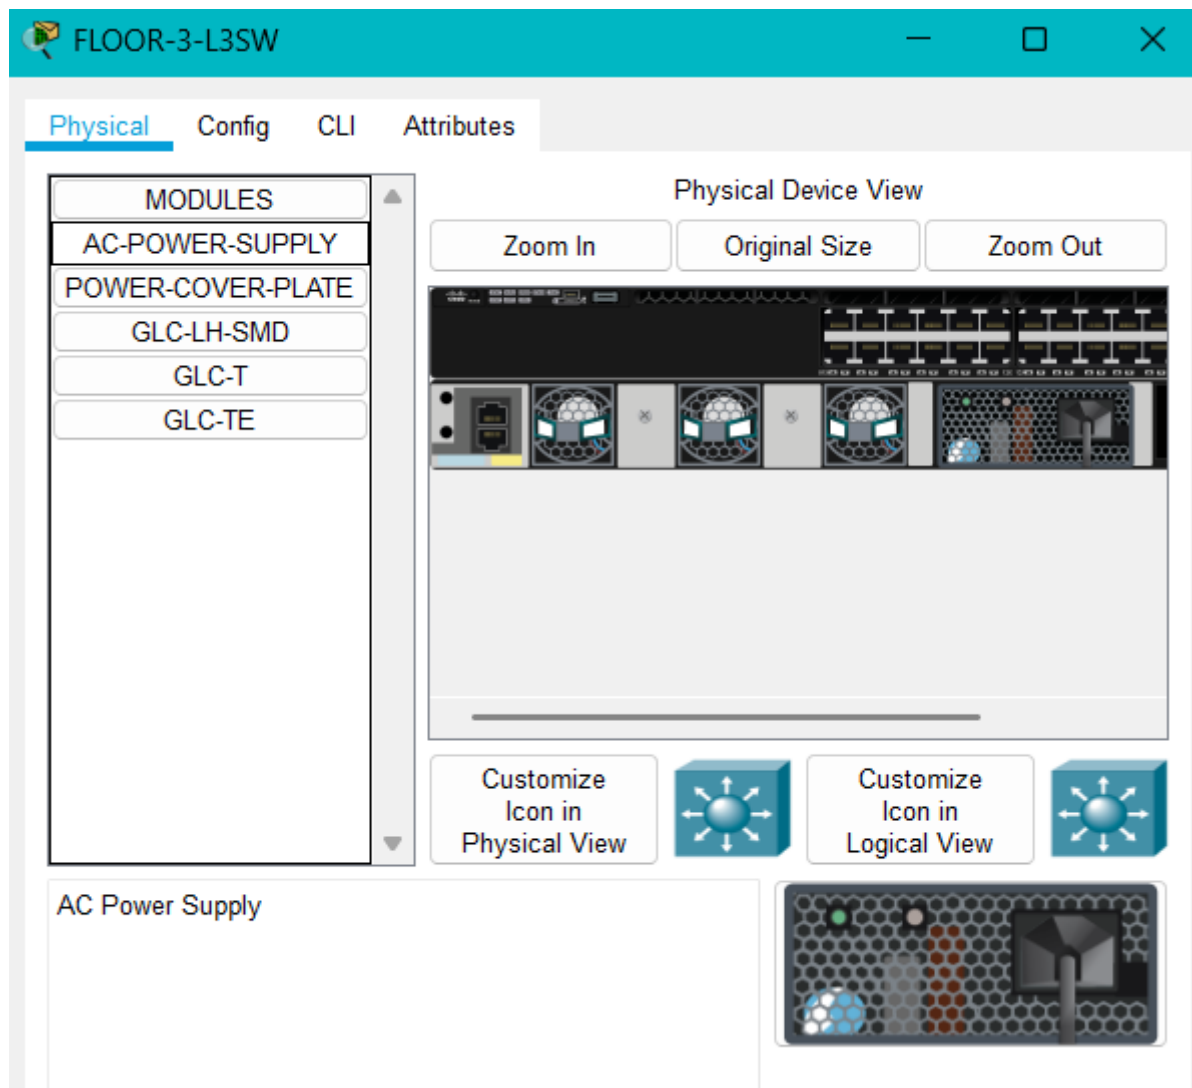 FLOOR-3-L3SW
Physical Config CLI Attributes
MODULES
AC-POWER-SUPPLY
POWER-COVER-PLATE
GLC-LH-SMD
GLC-T
GLC-TE
Physical Device View
Zoom In Original Size Zoom Out
Customize
Icon in
Physical View
Customize
Icon in
Logical View
AC Power Supply